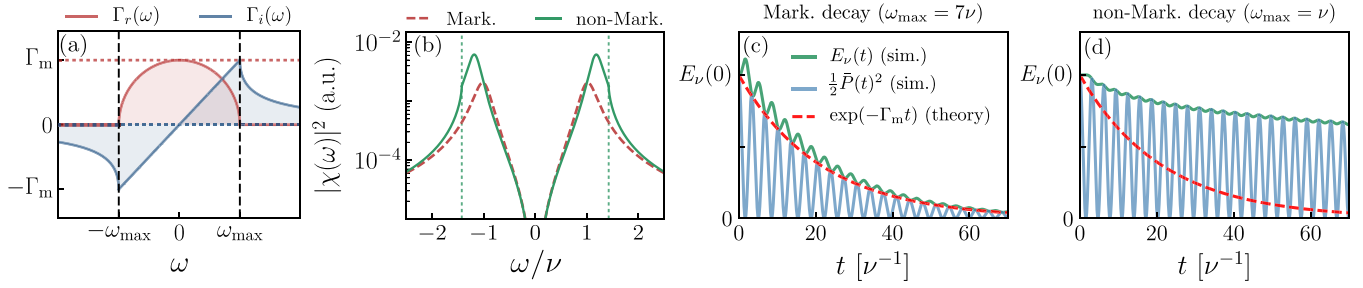 Γr(ω) Γi(ω)
(a)
Γm
0
−Γm
−ωmax 0 ωmax
ω
Mark. non-Mark.
(b)
|χ(ω)|² (a.u.)
10⁻²
10⁻⁴
−2 −1 0 1 2
ω/ν
Mark. decay (ωmax = 7ν)
(c)
Eν(0)
0
Eν(t) (sim.)
½P̄(t)² (sim.)
exp(−Γmt) (theory)
0 20 40 60
t [ν⁻¹]
non-Mark. decay (ωmax = ν)
(d)
Eν(0)
0
0 20 40 60
t [ν⁻¹]